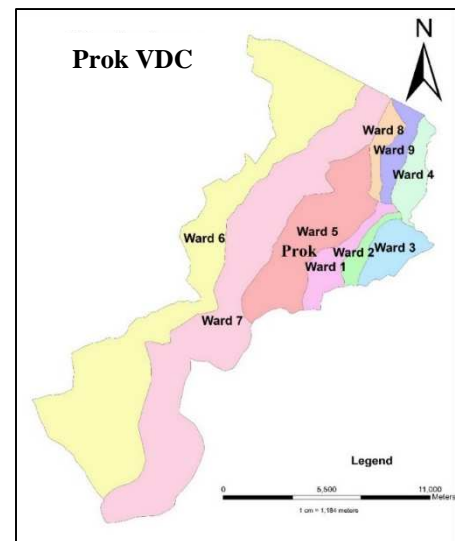 Prok VDC
N
Ward 8
Ward 9
Ward 4
Ward 6
Ward 5
Prok
Ward 2
Ward 3
Ward 1
Ward 7
Legend
0 5,500 11,000
Meters
1 cm = 1,184 meters